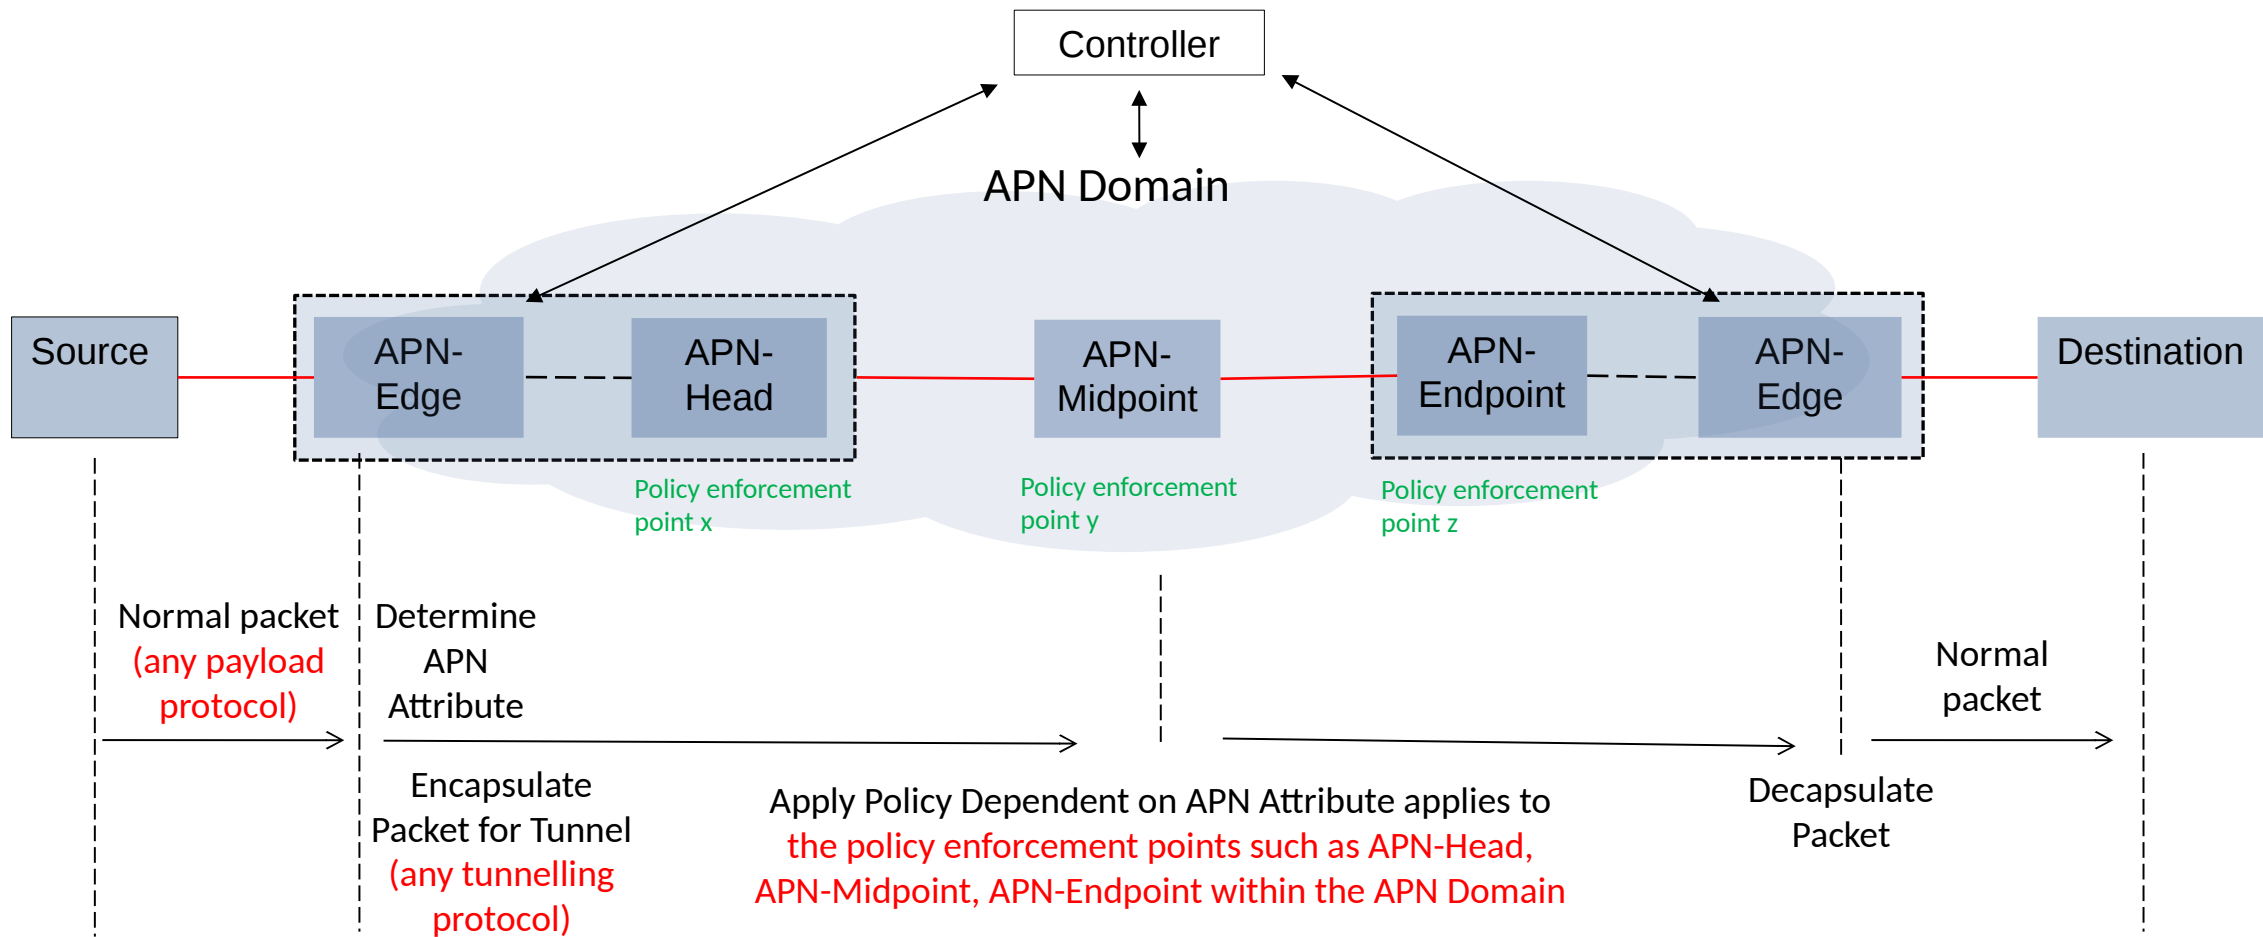 Controller
APN Domain
Source
APN-
Edge
APN-
Head
APN-
Midpoint
APN-
Endpoint
APN-
Edge
Destination
Policy enforcement
point x
Policy enforcement
point y
Policy enforcement
point z
Normal packet
(any payload
protocol)
Determine
APN
Attribute
Encapsulate
Packet for Tunnel
(any tunnelling
protocol)
Apply Policy Dependent on APN Attribute applies to
the policy enforcement points such as APN-Head,
APN-Midpoint, APN-Endpoint within the APN Domain
Decapsulate
Packet
Normal
packet